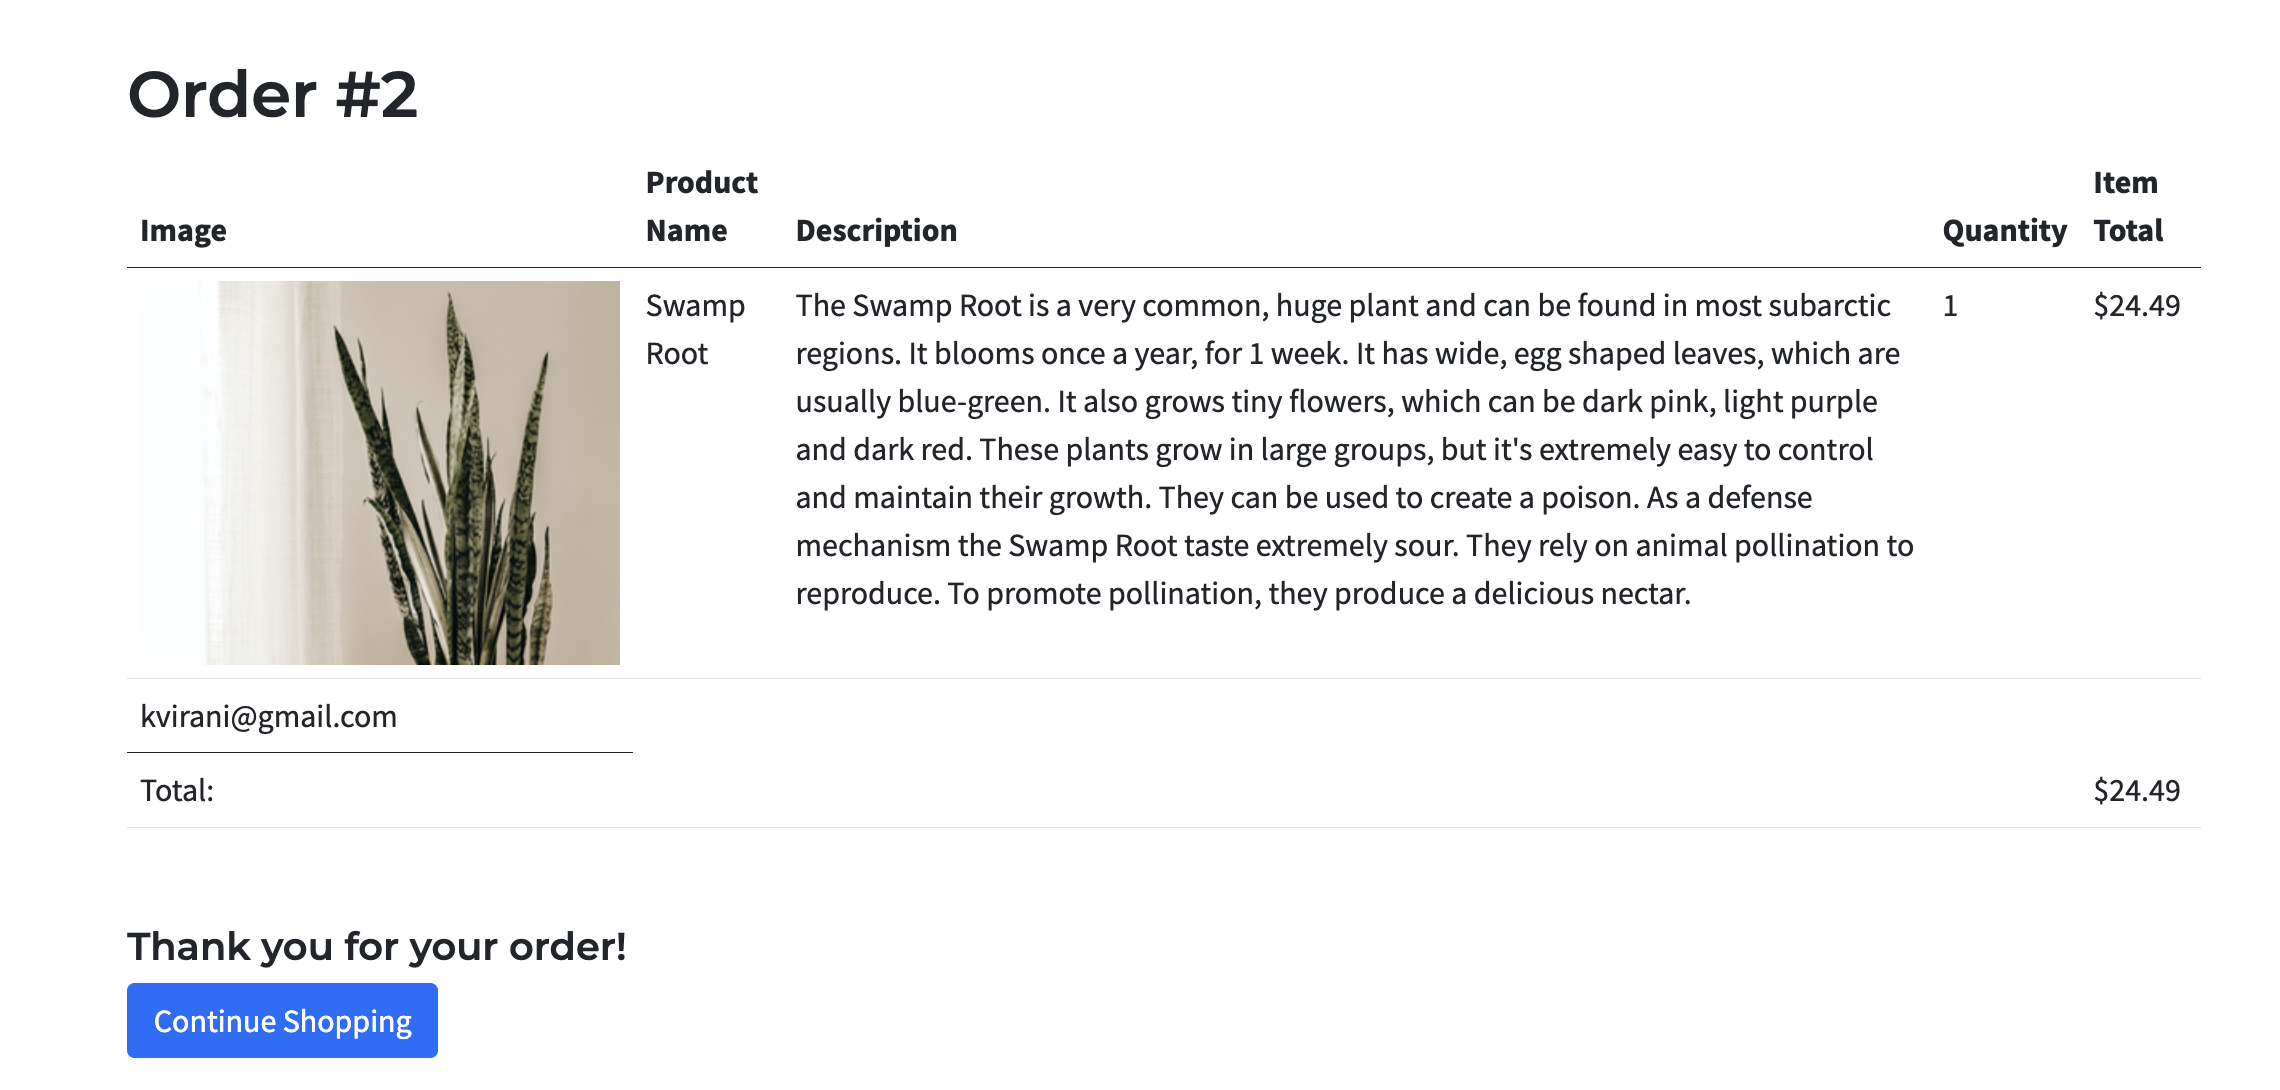 Order #2
Image
Product
Name
Description
Quantity
Item
Total
Swamp
Root
The Swamp Root is a very common, huge plant and can be found in most subarctic
regions. It blooms once a year, for 1 week. It has wide, egg shaped leaves, which are
usually blue-green. It also grows tiny flowers, which can be dark pink, light purple
and dark red. These plants grow in large groups, but it's extremely easy to control
and maintain their growth. They can be used to create a poison. As a defense
mechanism the Swamp Root taste extremely sour. They rely on animal pollination to
reproduce. To promote pollination, they produce a delicious nectar.
1
$24.49
kvirani@gmail.com
Total:
$24.49
Thank you for your order!
Continue Shopping